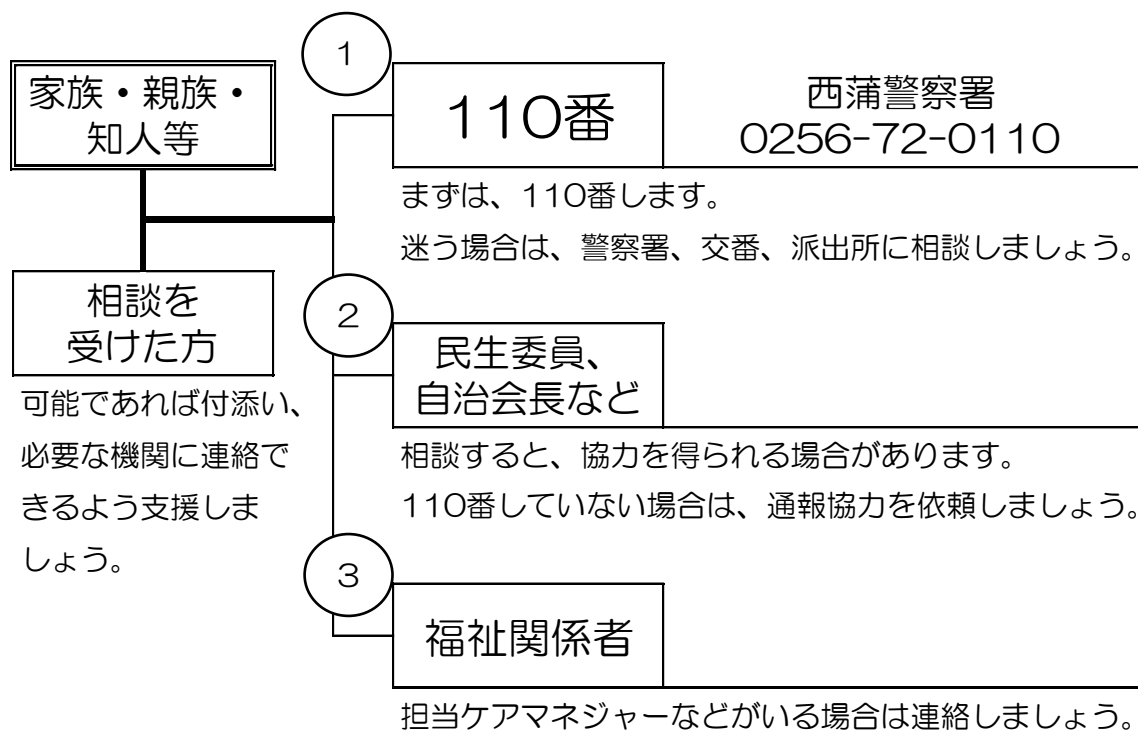 家族・親族・
知人等
相談を
受けた方
可能であれば付添い、
必要な機関に連絡で
きるよう支援しま
しょう。
1
110番
西蒲警察署
0256-72-0110
まずは、110番します。
迷う場合は、警察署、交番、派出所に相談しましょう。
2
民生委員、
自治会長など
相談すると、協力を得られる場合があります。
110番していない場合は、通報協力を依頼しましょう。
3
福祉関係者
担当ケアマネジャーなどがいる場合は連絡しましょう。